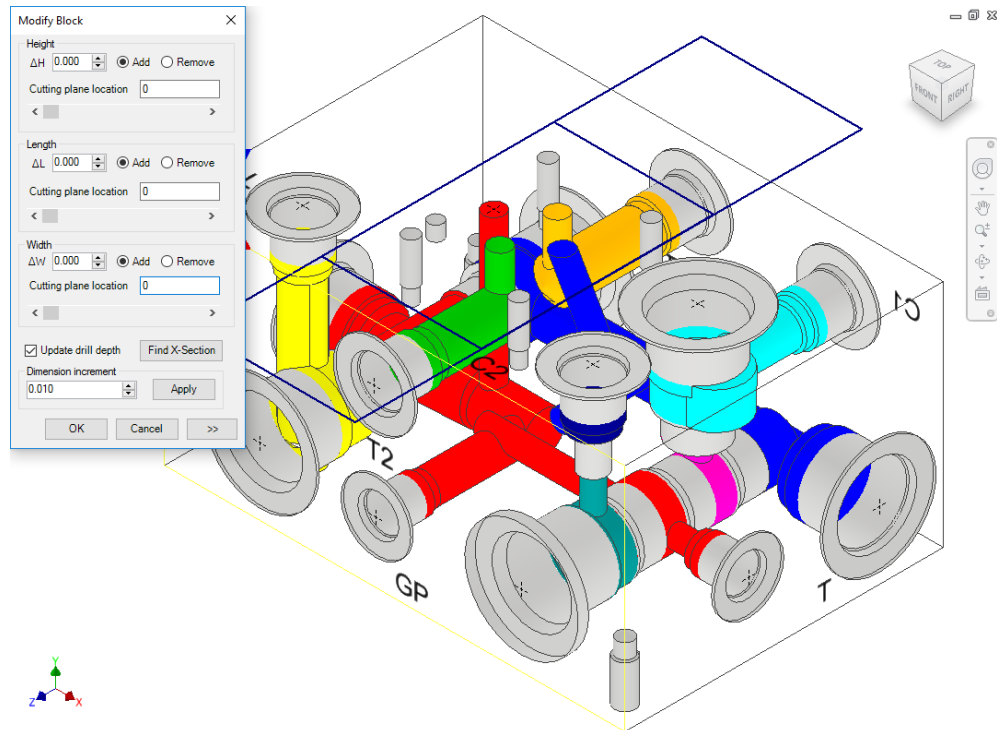 Modify Block
Height
ΔH 0.000 Add Remove
Cutting plane location 0
< >
Length
ΔL 0.000 Add Remove
Cutting plane location 0
< >
Width
ΔW 0.000 Add Remove
Cutting plane location 0
< >
Update drill depth Find X-Section
Dimension increment
0.010 Apply
OK Cancel >>
TOP
FRONT RIGHT
C1
C2
T2
GP
T
Y
Z X